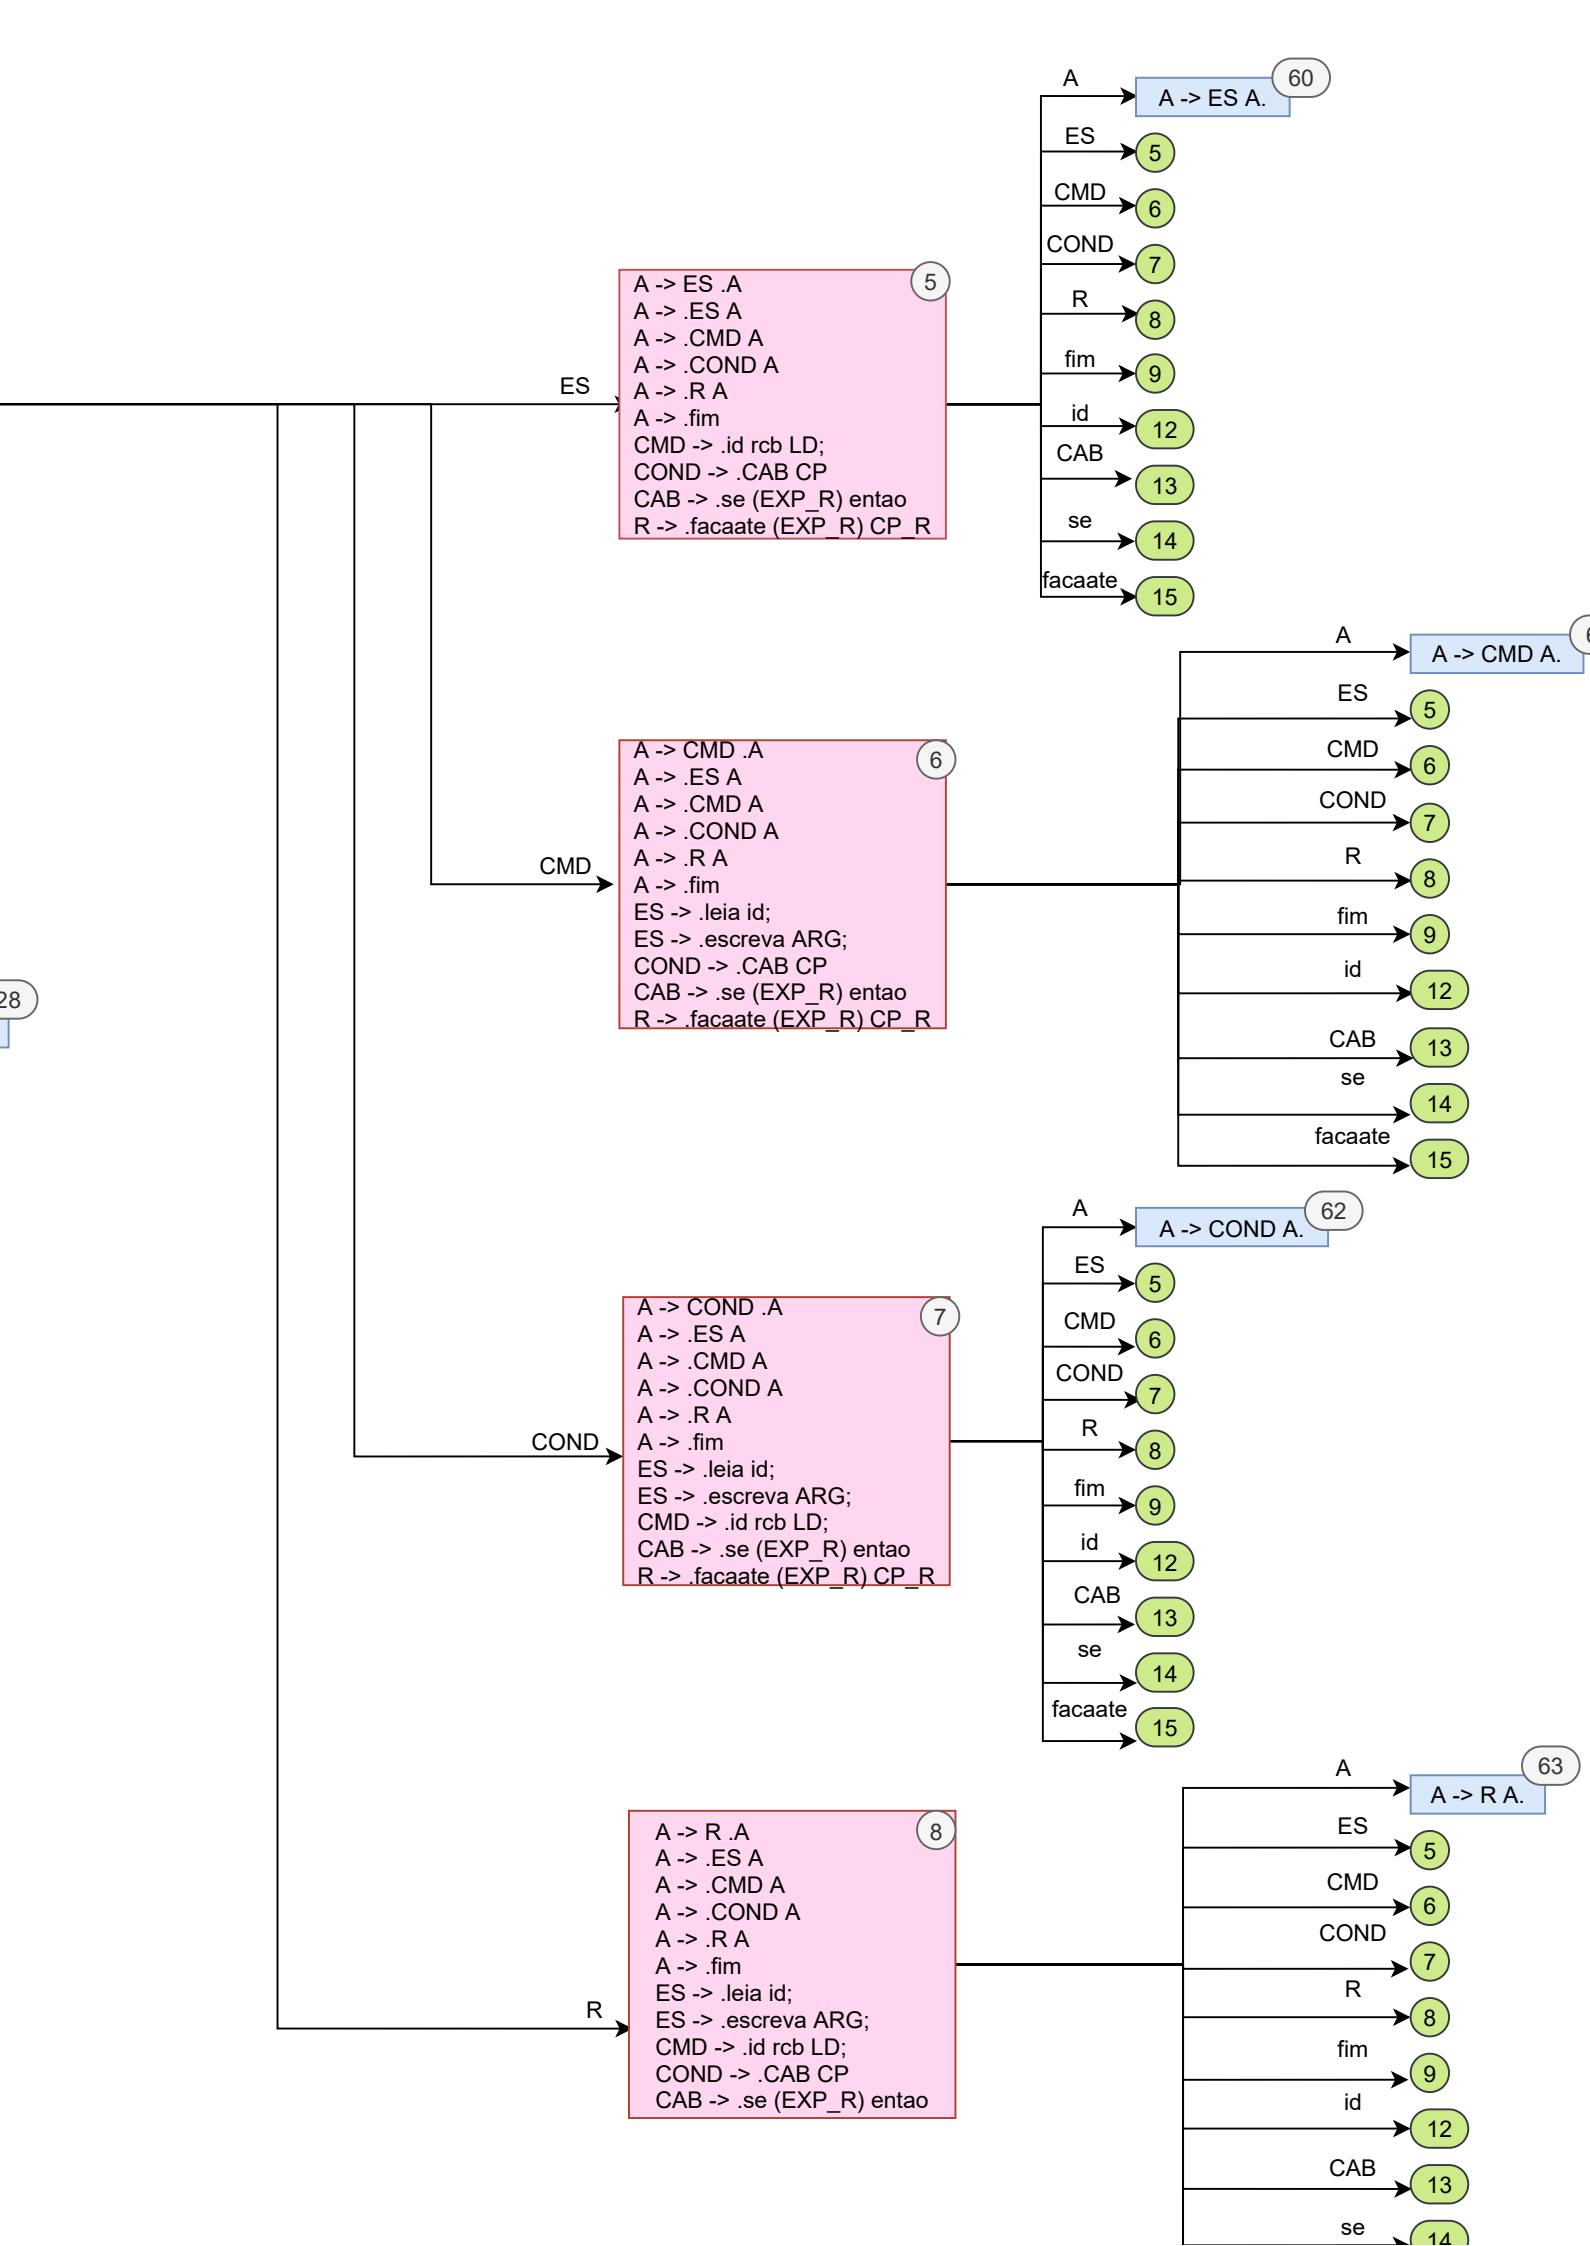 A
A -> ES A.
60
ES
5
CMD
6
COND
7
R
8
fim
9
id
12
CAB
13
se
14
facaate
15
ES
5
A -> ES .A
A -> .ES A
A -> .CMD A
A -> .COND A
A -> .R A
A -> .fim
CMD -> .id rcb LD;
COND -> .CAB CP
CAB -> .se (EXP_R) entao
R -> .facaate (EXP_R) CP_R
A
A -> CMD A.
ES
5
CMD
6
COND
7
R
8
fim
9
id
12
CAB
13
se
14
facaate
15
CMD
6
A -> CMD .A
A -> .ES A
A -> .CMD A
A -> .COND A
A -> .R A
A -> .fim
ES -> .leia id;
ES -> .escreva ARG;
COND -> .CAB CP
CAB -> .se (EXP_R) entao
R -> .facaate (EXP_R) CP_R
28
A
A -> COND A.
62
ES
5
CMD
6
COND
7
R
8
fim
9
id
12
CAB
13
se
14
facaate
15
COND
7
A -> COND .A
A -> .ES A
A -> .CMD A
A -> .COND A
A -> .R A
A -> .fim
ES -> .leia id;
ES -> .escreva ARG;
CMD -> .id rcb LD;
CAB -> .se (EXP_R) entao
R -> .facaate (EXP_R) CP_R
A
A -> R A.
63
ES
5
CMD
6
COND
7
R
8
fim
9
id
12
CAB
13
se
14
R
8
A -> R .A
A -> .ES A
A -> .CMD A
A -> .COND A
A -> .R A
A -> .fim
ES -> .leia id;
ES -> .escreva ARG;
CMD -> .id rcb LD;
COND -> .CAB CP
CAB -> .se (EXP_R) entao